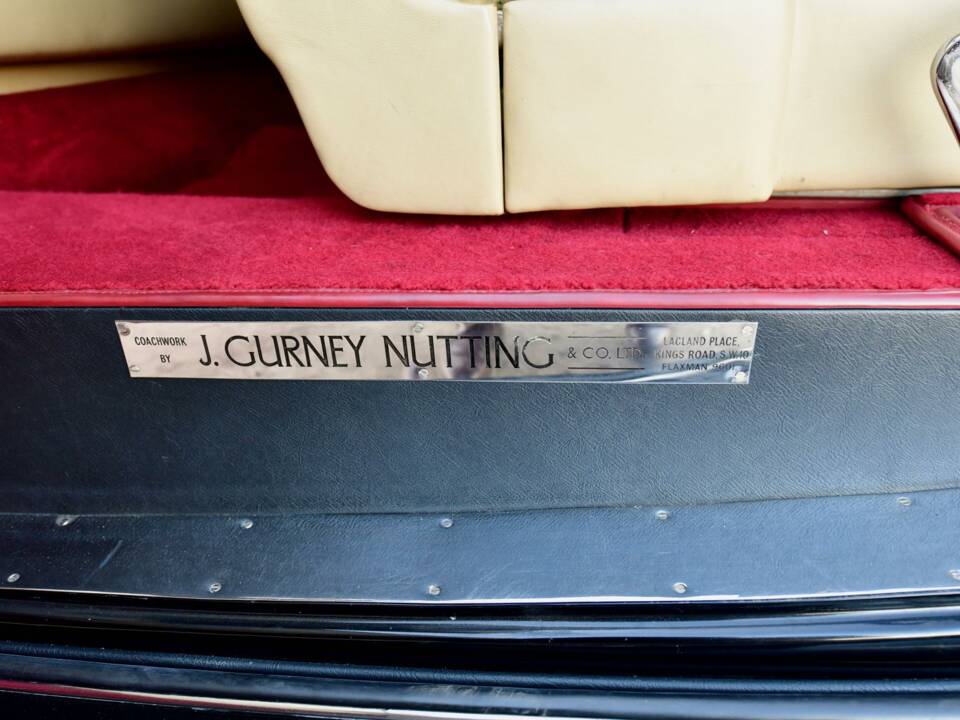 COACHWORK
BY
J. GURNEY NUTTING
& CO. LTD.
LACLAND PLACE,
KINGS ROAD, S.W.10
FLAXMAN